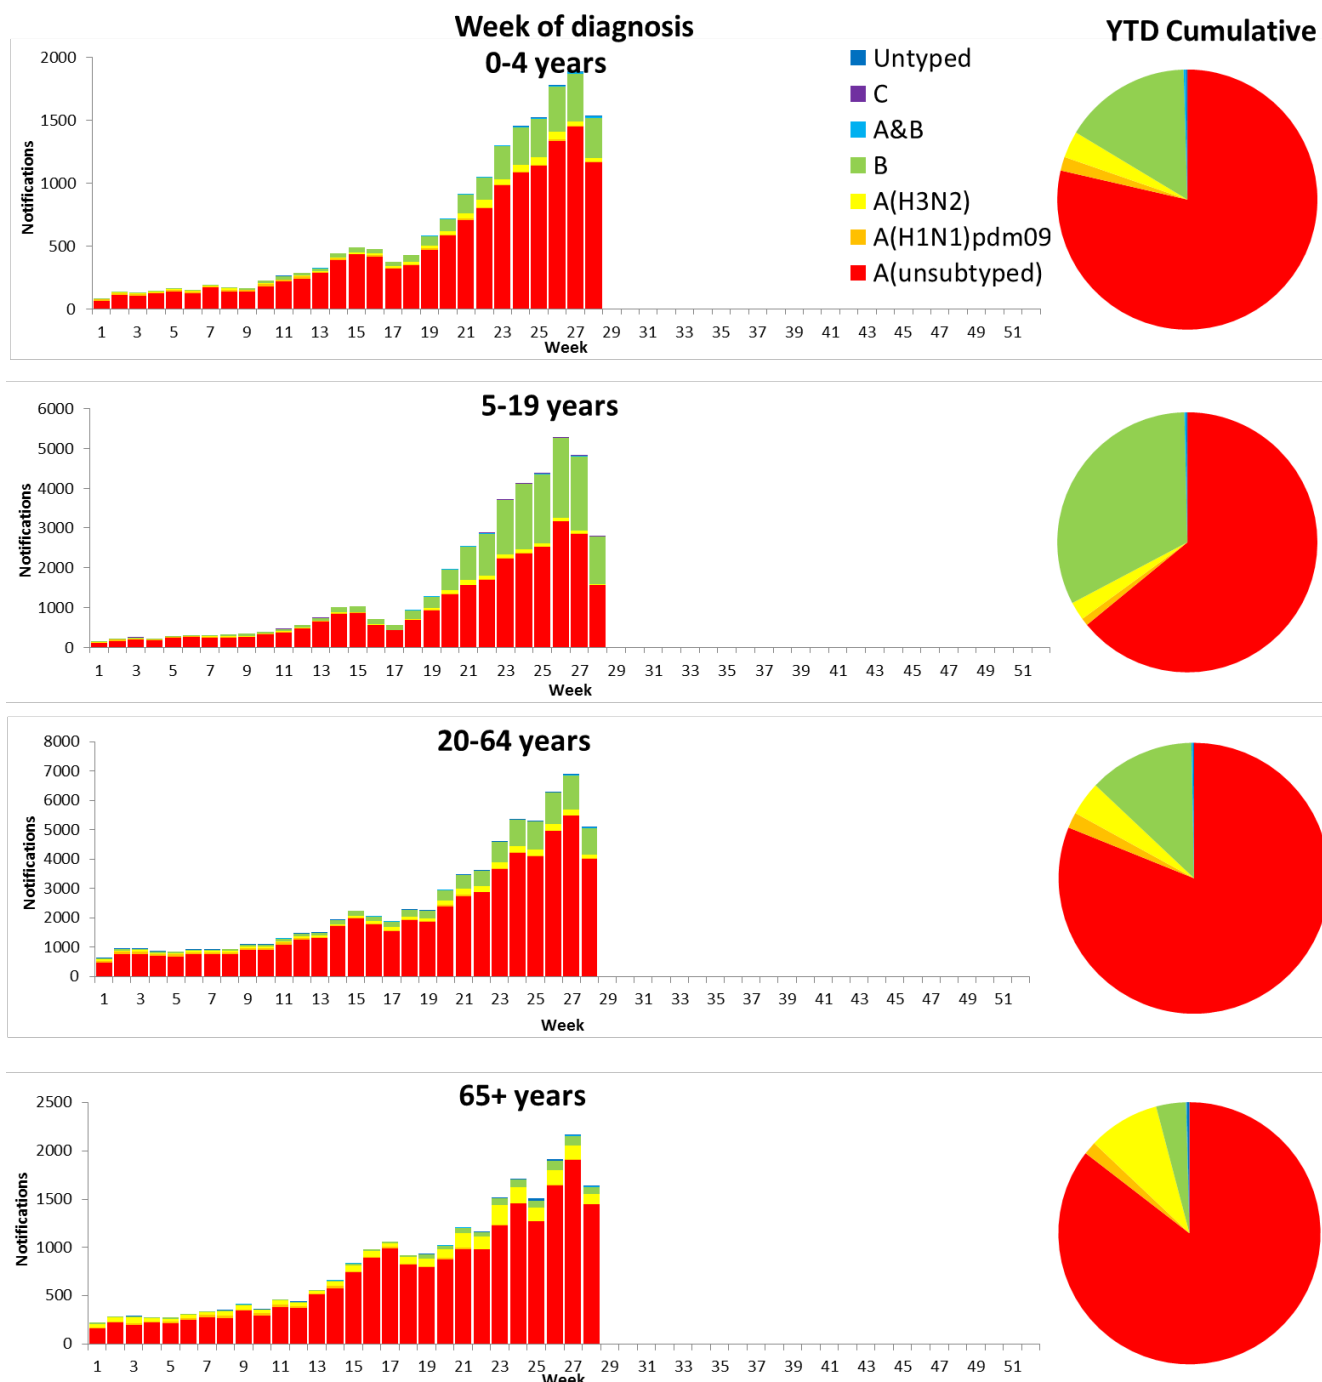 Week of diagnosis
YTD Cumulative
0-4 years
Untyped
C
A&B
B
A(H3N2)
A(H1N1)pdm09
A(unsubtyped)
Notifications
2000
1500
1000
500
0
1 3 5 7 9 11 13 15 17 19 21 23 25 27 29 31 33 35 37 39 41 43 45 47 49 51
Week
5-19 years
Notifications
6000
5000
4000
3000
2000
1000
0
1 3 5 7 9 11 13 15 17 19 21 23 25 27 29 31 33 35 37 39 41 43 45 47 49 51
Week
20-64 years
Notifications
8000
7000
6000
5000
4000
3000
2000
1000
0
1 3 5 7 9 11 13 15 17 19 21 23 25 27 29 31 33 35 37 39 41 43 45 47 49 51
Week
65+ years
Notifications
2500
2000
1500
1000
500
0
1 3 5 7 9 11 13 15 17 19 21 23 25 27 29 31 33 35 37 39 41 43 45 47 49 51
Week